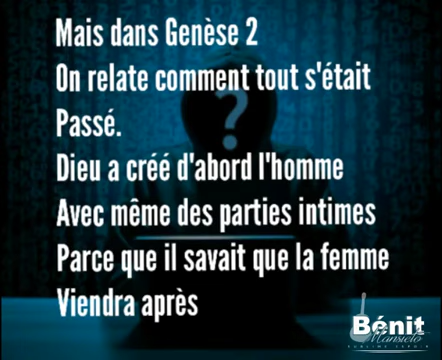 Mais dans Genèse 2
On relate comment tout s'était
Passé.
Dieu a créé d'abord l'homme
Avec même des parties intimes
Parce que il savait que la femme
Viendra après
?
Bénit
Mansielo